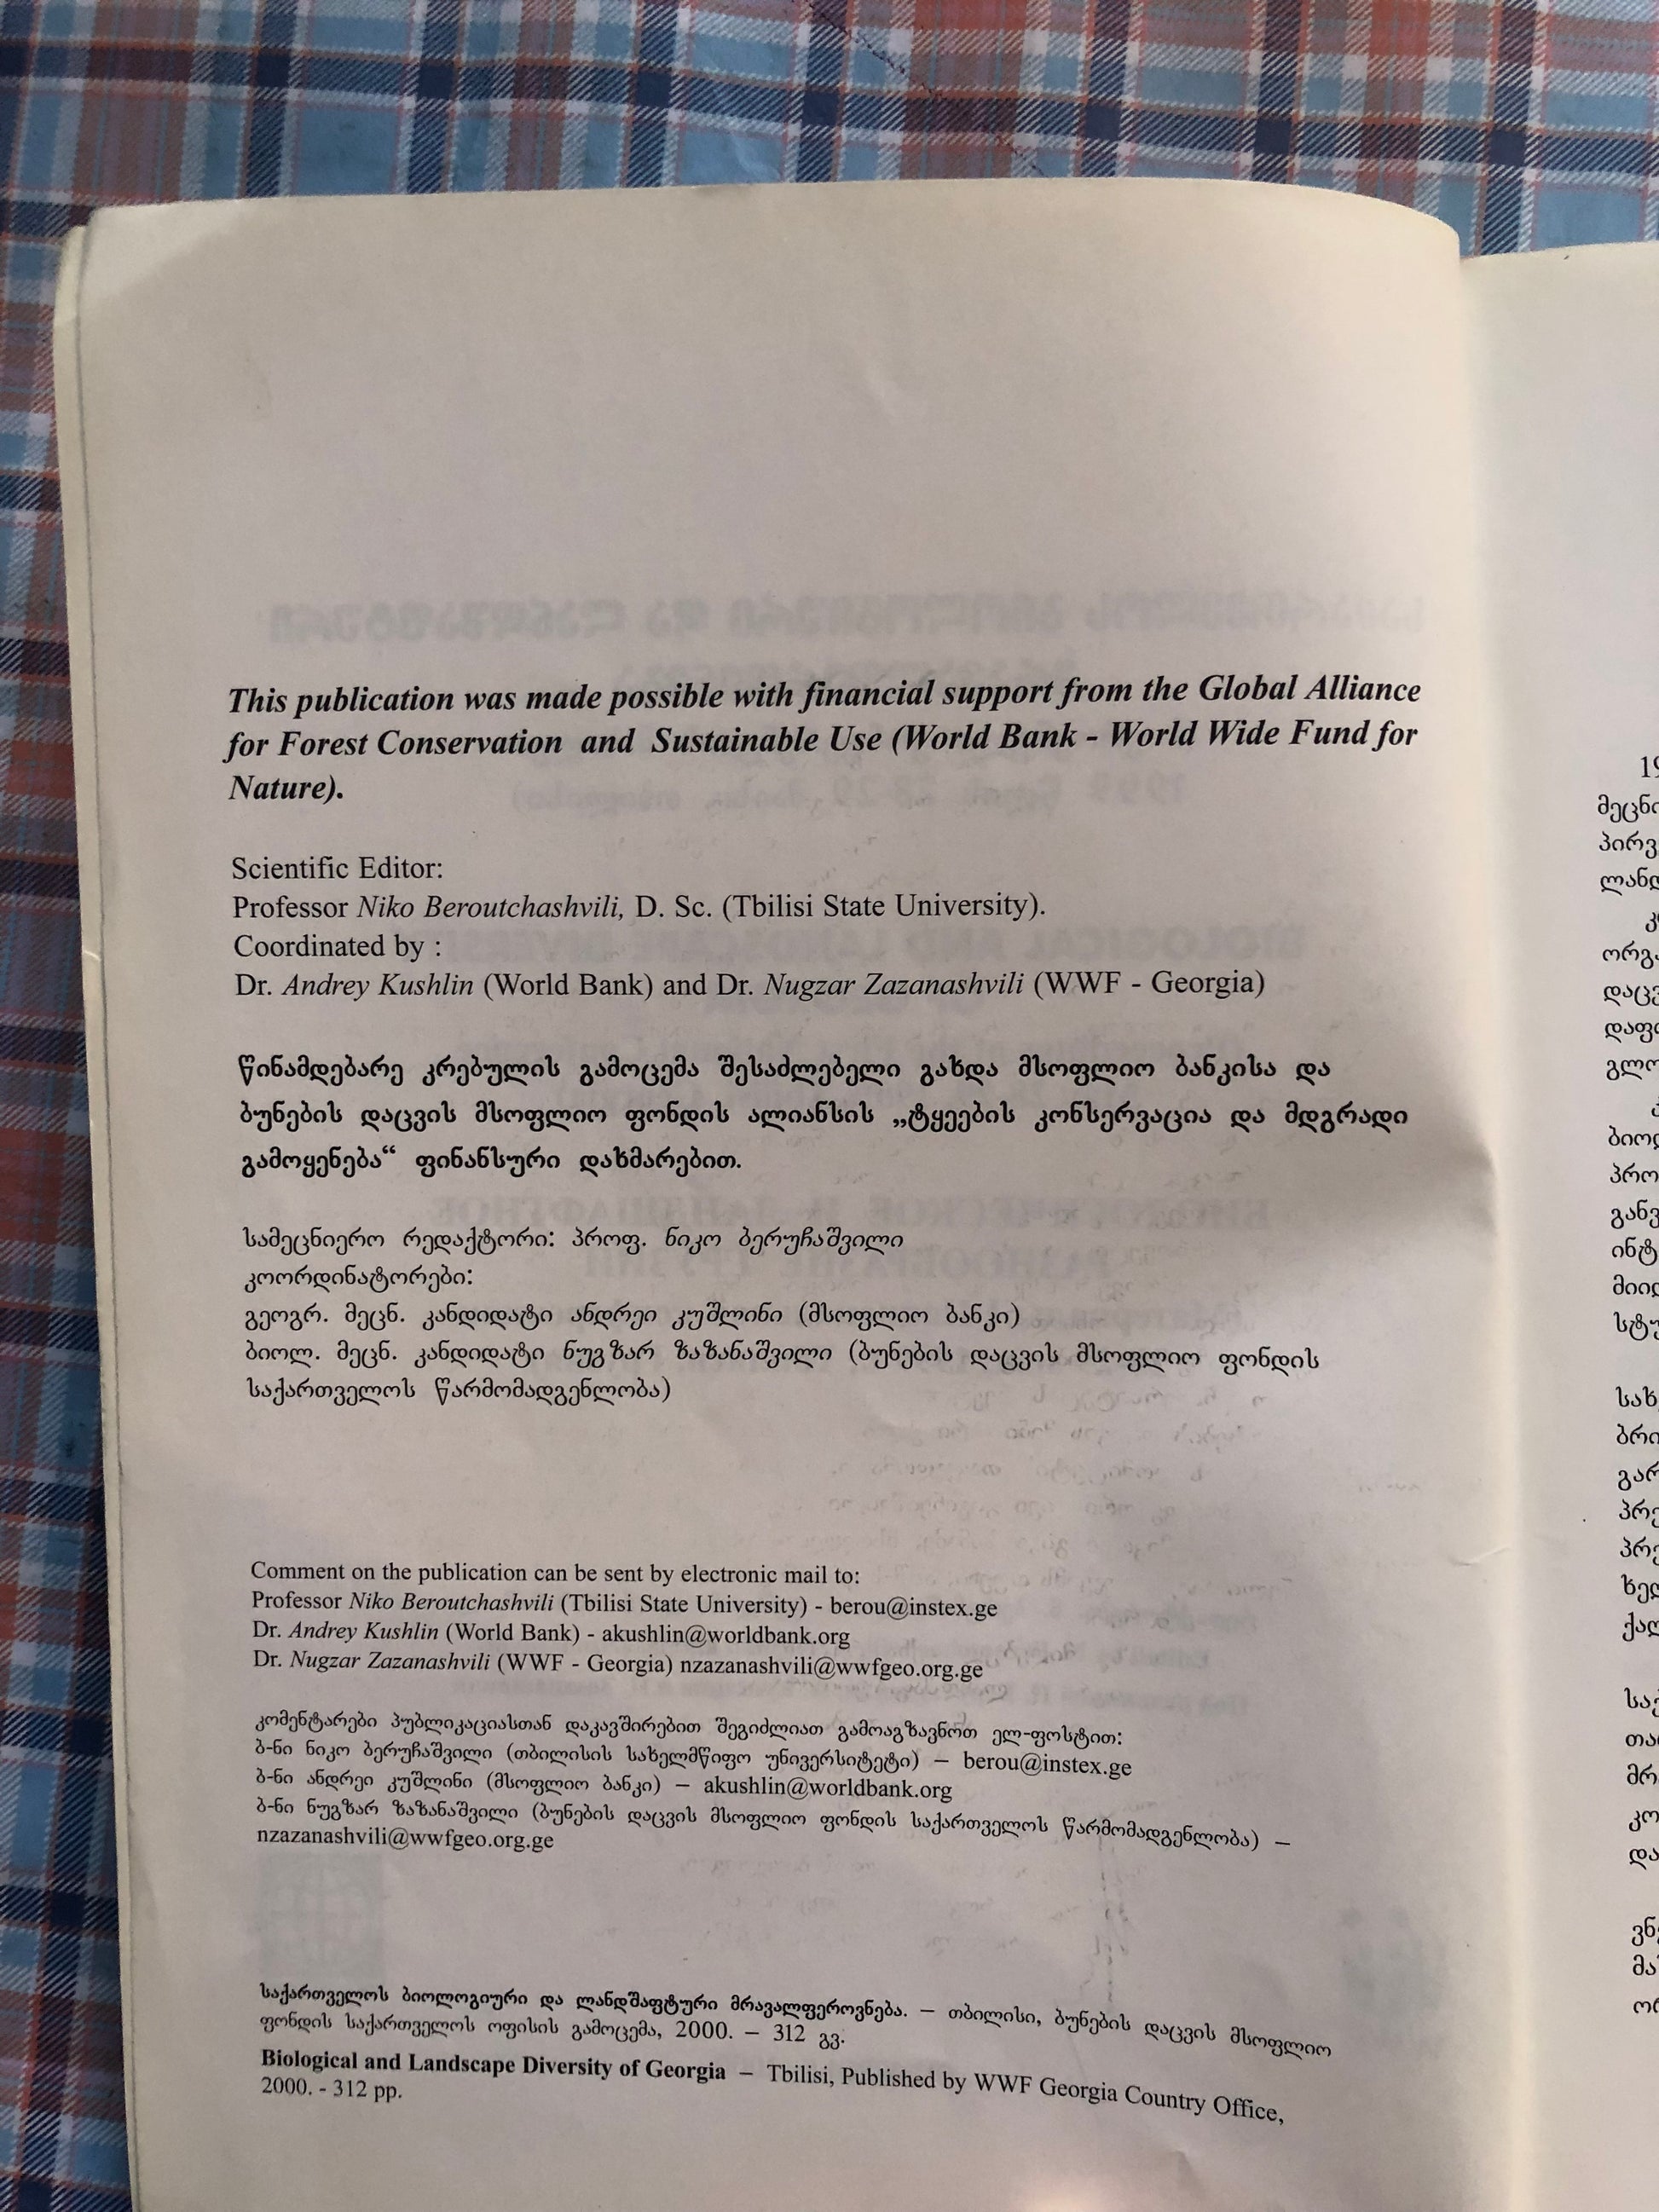 This publication was made possible with financial support from the Global Alliance
for Forest Conservation and Sustainable Use (World Bank - World Wide Fund for
Nature).
Scientific Editor:
Professor Niko Beroutchashvili, D. Sc. (Tbilisi State University).
Coordinated by :
Dr. Andrey Kushlin (World Bank) and Dr. Nugzar Zazanashvili (WWF - Georgia)
წინამდებარე კრებულის გამოცემა შესაძლებელი გახდა მსოფლიო ბანკისა და
ბუნების დაცვის მსოფლიო ფონდის ალიანსის „ტყეების კონსერვაცია და მდგრადი
გამოყენება“ ფინანსური დახმარებით.
სამეცნიერო რედაქტორი: პროფ. ნიკო ბერუჩაშვილი
კოორდინატორები:
გეოგრ. მეცნ. კანდიდატი ანდრეი კუშლინი (მსოფლიო ბანკი)
ბიოლ. მეცნ. კანდიდატი ნუგზარ ზაზანაშვილი (ბუნების დაცვის მსოფლიო ფონდის
საქართველოს წარმომადგენლობა)
Comment on the publication can be sent by electronic mail to:
Professor Niko Beroutchashvili (Tbilisi State University) - berou@instex.ge
Dr. Andrey Kushlin (World Bank) - akushlin@worldbank.org
Dr. Nugzar Zazanashvili (WWF - Georgia) nzazanashvili@wwfgeo.org.ge
კომენტარები პუბლიკაციასთან დაკავშირებით შეგიძლიათ გამოაგზავნოთ ელ-ფოსტით:
ბ-ნი ნიკო ბერუჩაშვილი (თბილისის სახელმწიფო უნივერსიტეტი) – berou@instex.ge
ბ-ნი ანდრეი კუშლინი (მსოფლიო ბანკი) – akushlin@worldbank.org
ბ-ნი ნუგზარ ზაზანაშვილი (ბუნების დაცვის მსოფლიო ფონდის საქართველოს წარმომადგენლობა) –
nzazanashvili@wwfgeo.org.ge
საქართველოს ბიოლოგიური და ლანდშაფტური მრავალფეროვნება. – თბილისი, ბუნების დაცვის მსოფლიო
ფონდის საქართველოს ოფისის გამოცემა, 2000. – 312 გვ.
Biological and Landscape Diversity of Georgia – Tbilisi, Published by WWF Georgia Country Office,
2000. - 312 pp.